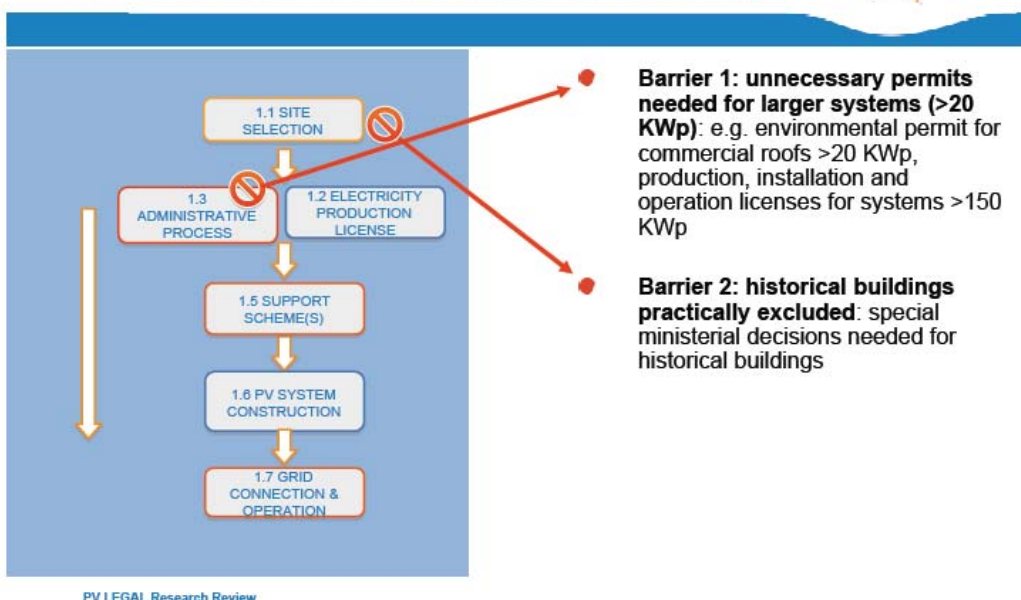 1.1 SITE
SELECTION
1.3
ADMINISTRATIVE
PROCESS
1.2 ELECTRICITY
PRODUCTION
LICENSE
1.5 SUPPORT
SCHEME(S)
1.6 PV SYSTEM
CONSTRUCTION
1.7 GRID
CONNECTION &
OPERATION
Barrier 1: unnecessary permits
needed for larger systems (>20
KWp): e.g. environmental permit for
commercial roofs >20 KWp,
production, installation and
operation licenses for systems >150
KWp
Barrier 2: historical buildings
practically excluded: special
ministerial decisions needed for
historical buildings
PV LEGAL Research Review